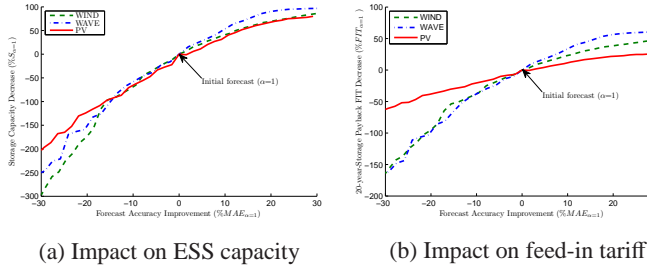 100
50
0
-50
-100
-150
-200
-250
-300
-30 -20 -10 0 10 20 30
Storage Capacity Decrease (%S_{α=1})
Forecast Accuracy Improvement (%MAE_{α=1})
WIND
WAVE
PV
Initial forecast (α=1)
(a) Impact on ESS capacity
100
50
0
-50
-100
-150
-200
-30 -20 -10 0 10 20
20-year-Storage Payback FIT Decrease (%FIT_{α=1})
Forecast Accuracy Improvement (%MAE_{α=1})
WIND
WAVE
PV
Initial forecast (α=1)
(b) Impact on feed-in tariff